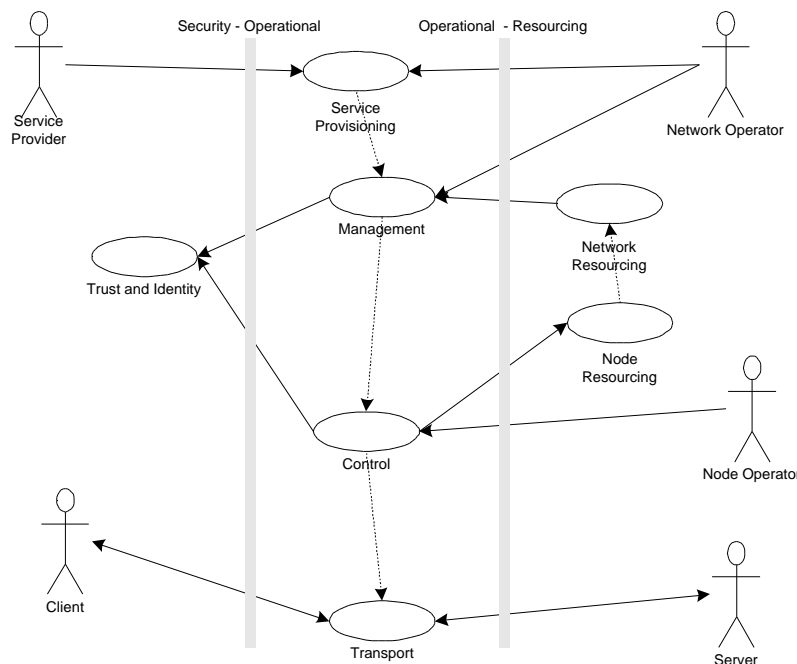 Security - Operational
Operational - Resourcing
Service
Provider
Service
Provisioning
Network Operator
Management
Network
Resourcing
Trust and Identity
Node
Resourcing
Control
Node Operator
Client
Transport
Server